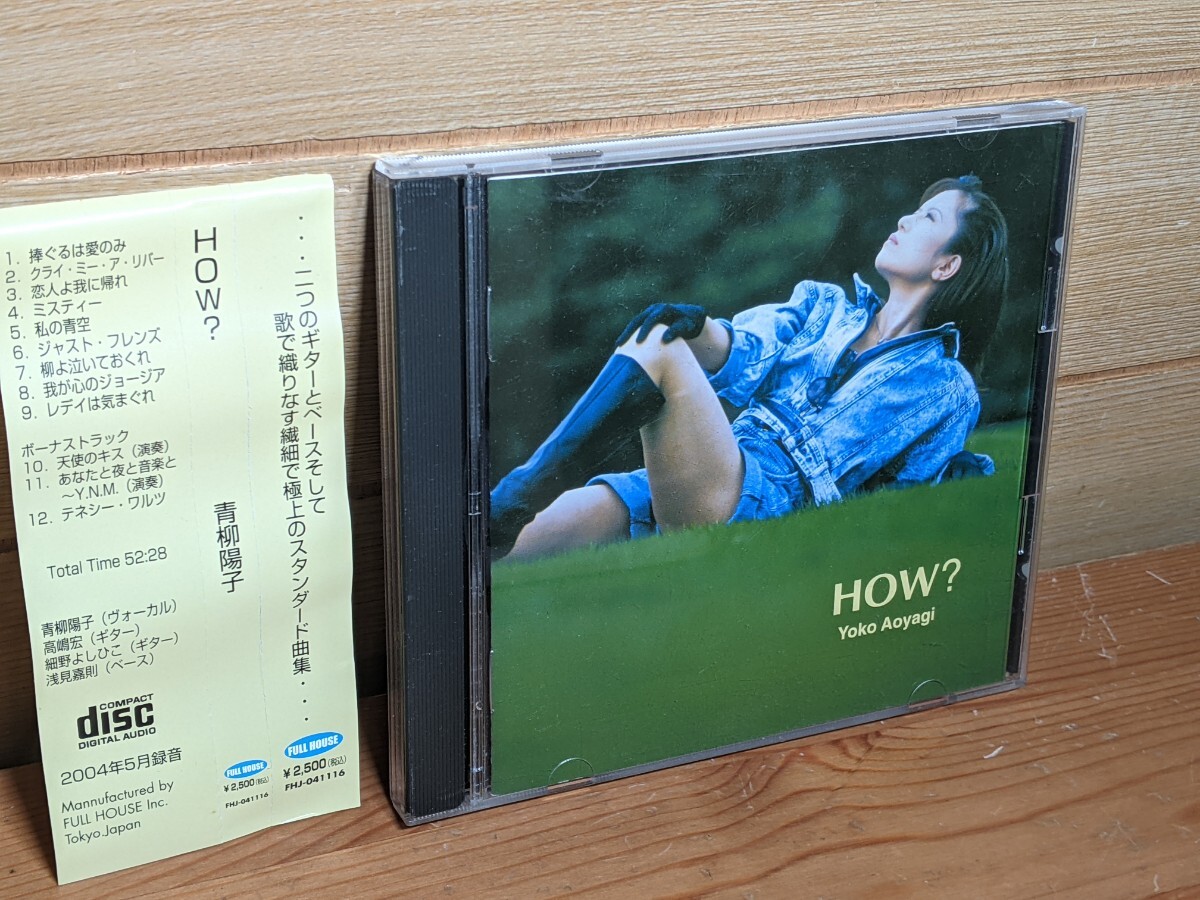 1. 捧ぐるは愛のみ
2. クライ・ミー・ア・リバー
3. 恋人よ我に帰れ
4. ミスティー
5. 私の青空
6. ジャスト・フレンズ
7. 柳よ泣いておくれ
8. 我が心のジョージア
9. レデイは気まぐれ
ボーナストラック
10. 天使のキス（演奏）
11. あなたと夜と音楽と
～Y.N.M.（演奏）
12. テネシー・ワルツ
Total Time 52:28
青柳陽子（ヴォーカル）
高嶋宏（ギター）
細野よしひこ（ギター）
浅見嘉則（ベース）
COMPACT
disc
DIGITAL AUDIO
2004年5月録音
Mannufactured by
FULL HOUSE Inc.
Tokyo.Japan
HOW?
青柳陽子
FULL HOUSE
¥2,500(税込)
FHJ-041116
・・・二つのギターとベースそして
歌で織りなす繊細で極上のスタンダード曲集・・・
FULL HOUSE
¥2,500(税込)
FHJ-041116
HOW?
Yoko Aoyagi